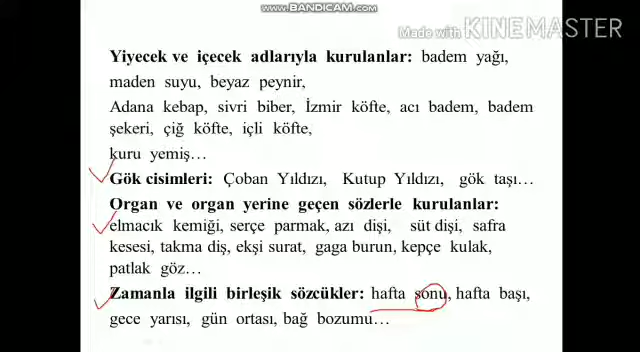 www.BANDICAM.com
Made with KINEMASTER
Yiyecek ve içecek adlarıyla kurulanlar: badem yağı,
maden suyu, beyaz peynir,
Adana kebap, sivri biber, İzmir köfte, acı badem, badem
şekeri, çiğ köfte, içli köfte,
kuru yemiş…
Gök cisimleri: Çoban Yıldızı, Kutup Yıldızı, gök taşı…
Organ ve organ yerine geçen sözlerle kurulanlar:
elmacık kemiği, serçe parmak, azı dişi, süt dişi, safra
kesesi, takma diş, ekşi surat, gaga burun, kepçe kulak,
patlak göz…
Zamanla ilgili birleşik sözcükler: hafta sonu, hafta başı,
gece yarısı, gün ortası, bağ bozumu…